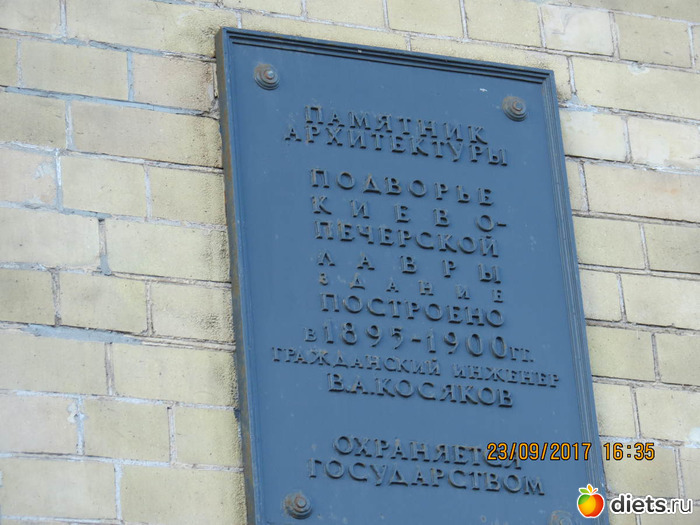 ПАМЯТНИК
АРХИТЕКТУРЫ
ПОДВОРЬЕ
КИЕВО-
ПЕЧЕРСКОЙ
ЛАВРЫ
ЗДАНИЕ
ПОСТРОЕНО
В 1895-1900 ГГ.
ГРАЖДАНСКИЙ ИНЖЕНЕР
В.А.КОСЯКОВ
ОХРАНЯЕТСЯ
ГОСУДАРСТВОМ
23/09/2017 16:35
diets.ru